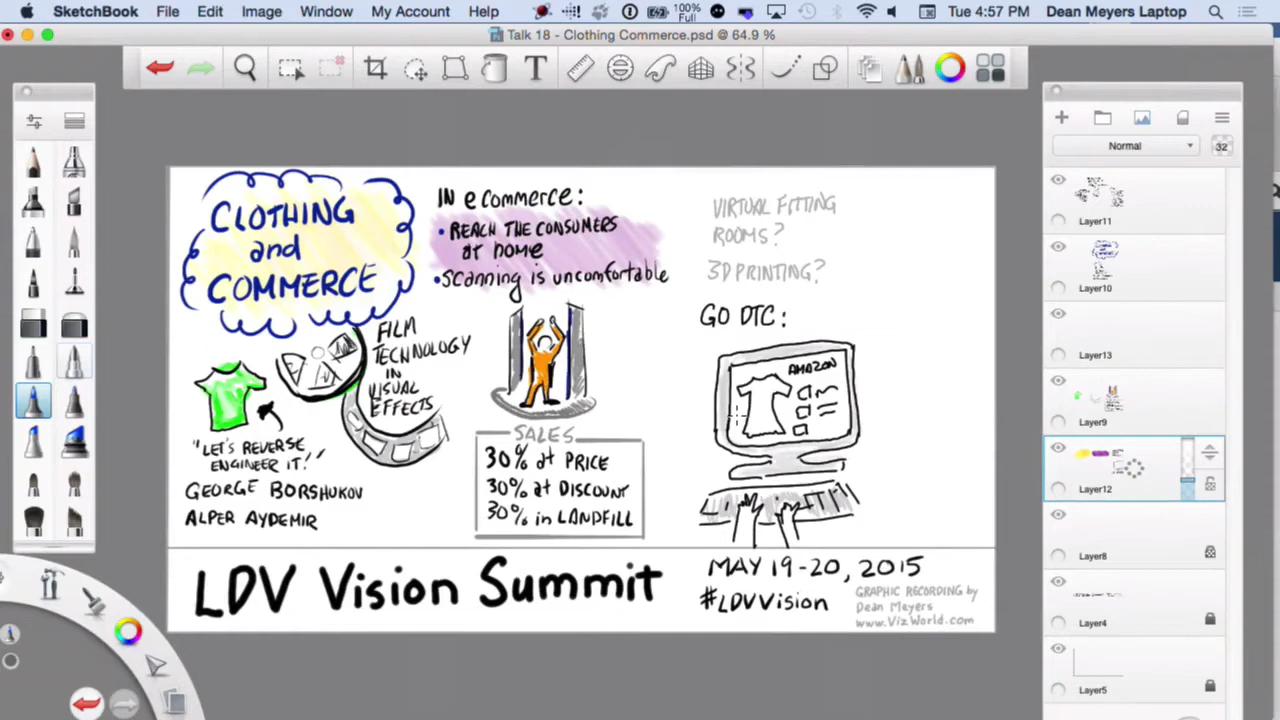 SketchBook File Edit Image Window My Account Help 100% Full Tue 4:57 PM Dean Meyers Laptop
Talk 18 - Clothing Commerce.psd @ 64.9 %
Normal
32
Layer11
Layer10
Layer13
Layer9
Layer12
Layer8
Layer4
Layer5
CLOTHING
and
COMMERCE
FILM
TECHNOLOGY
IN
VISUAL
EFFECTS
"LET'S REVERSE
ENGINEER IT!"
GEORGE BORSHUKOV
ALPER AYDEMIR
IN eCommerce:
• REACH THE CONSUMERS
at home
• Scanning is uncomfortable
SALES
30% at PRICE
30% at DISCOUNT
30% in LANDFILL
VIRTUAL FITTING
ROOMS?
3D PRINTING?
GO DTC:
AMAZON
LDV Vision Summit
MAY 19-20, 2015
#LDVVision
GRAPHIC RECORDING by
Dean Meyers
www.VizWorld.com